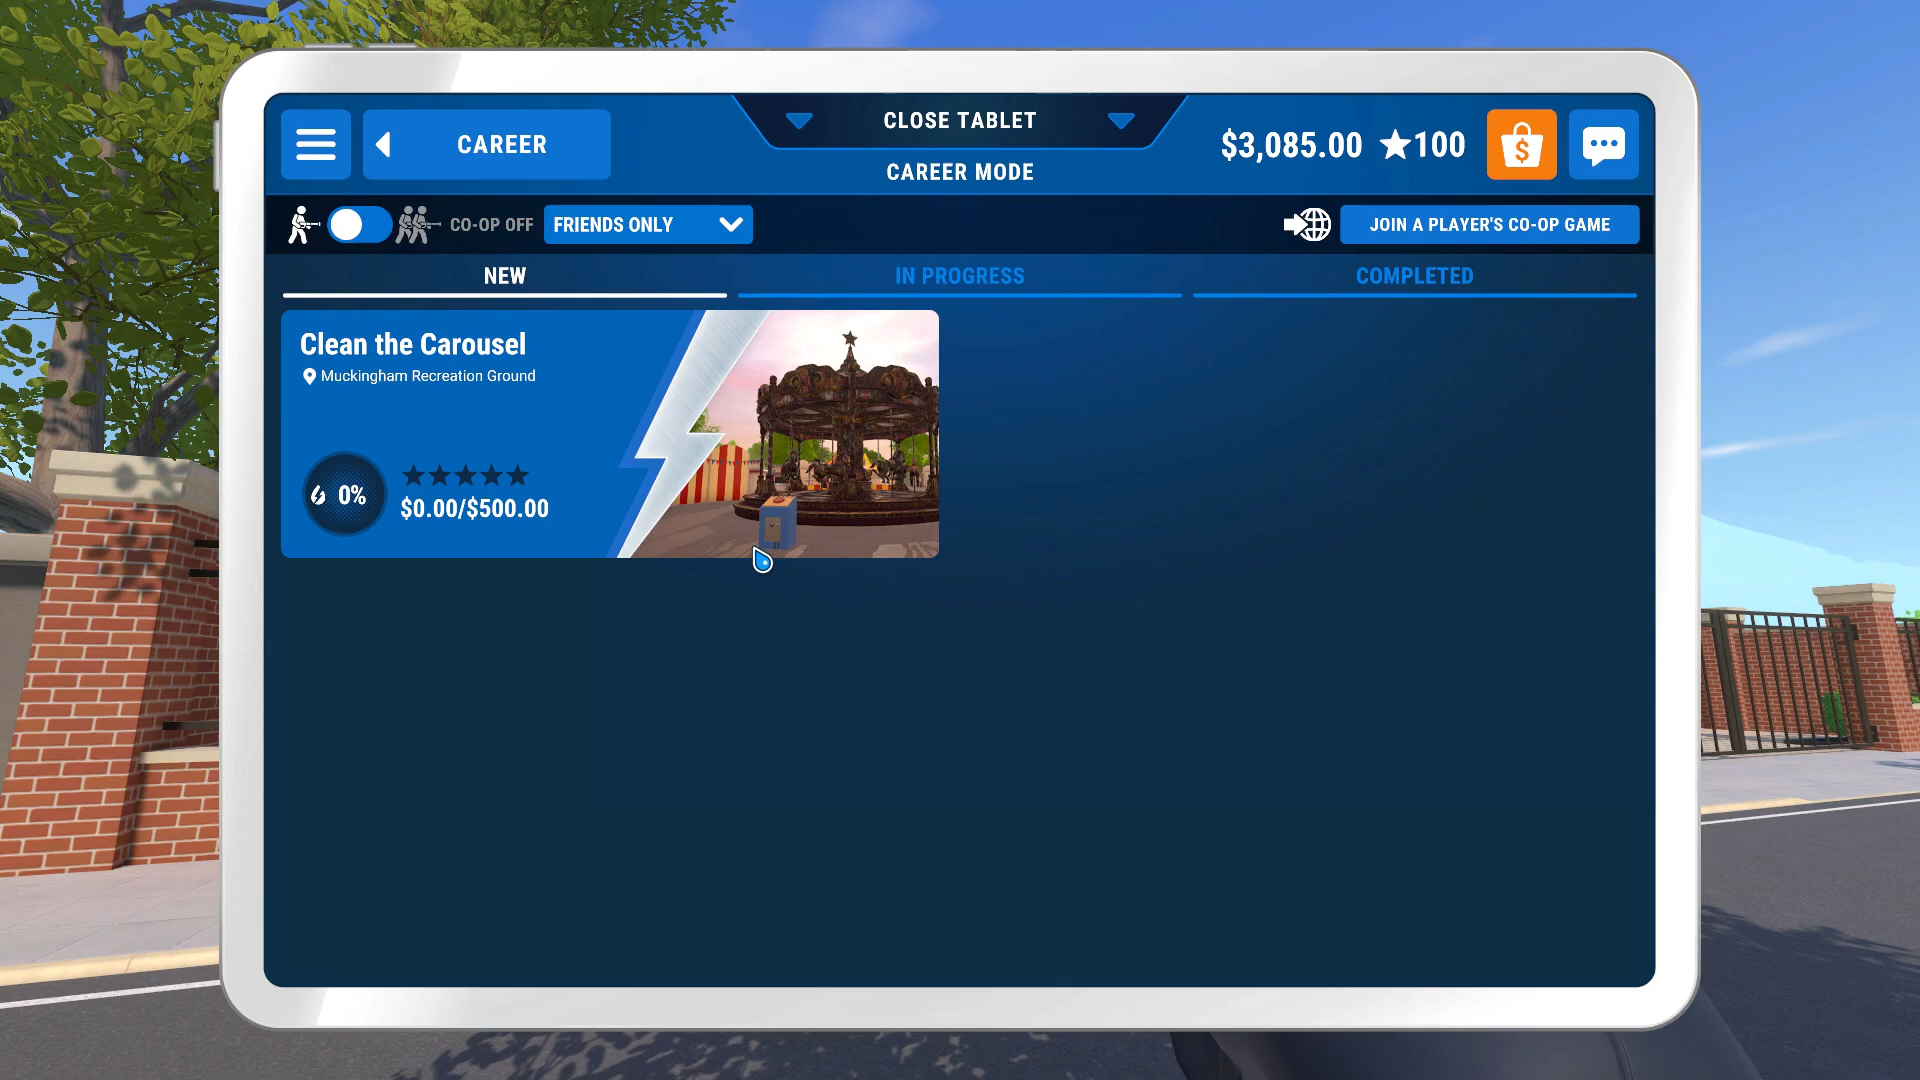 CLOSE TABLET
CAREER
CAREER MODE
$3,085.00 ★100
CO-OP OFF
FRIENDS ONLY
JOIN A PLAYER'S CO-OP GAME
NEW
IN PROGRESS
COMPLETED
Clean the Carousel
Muckingham Recreation Ground
0%
$0.00/$500.00